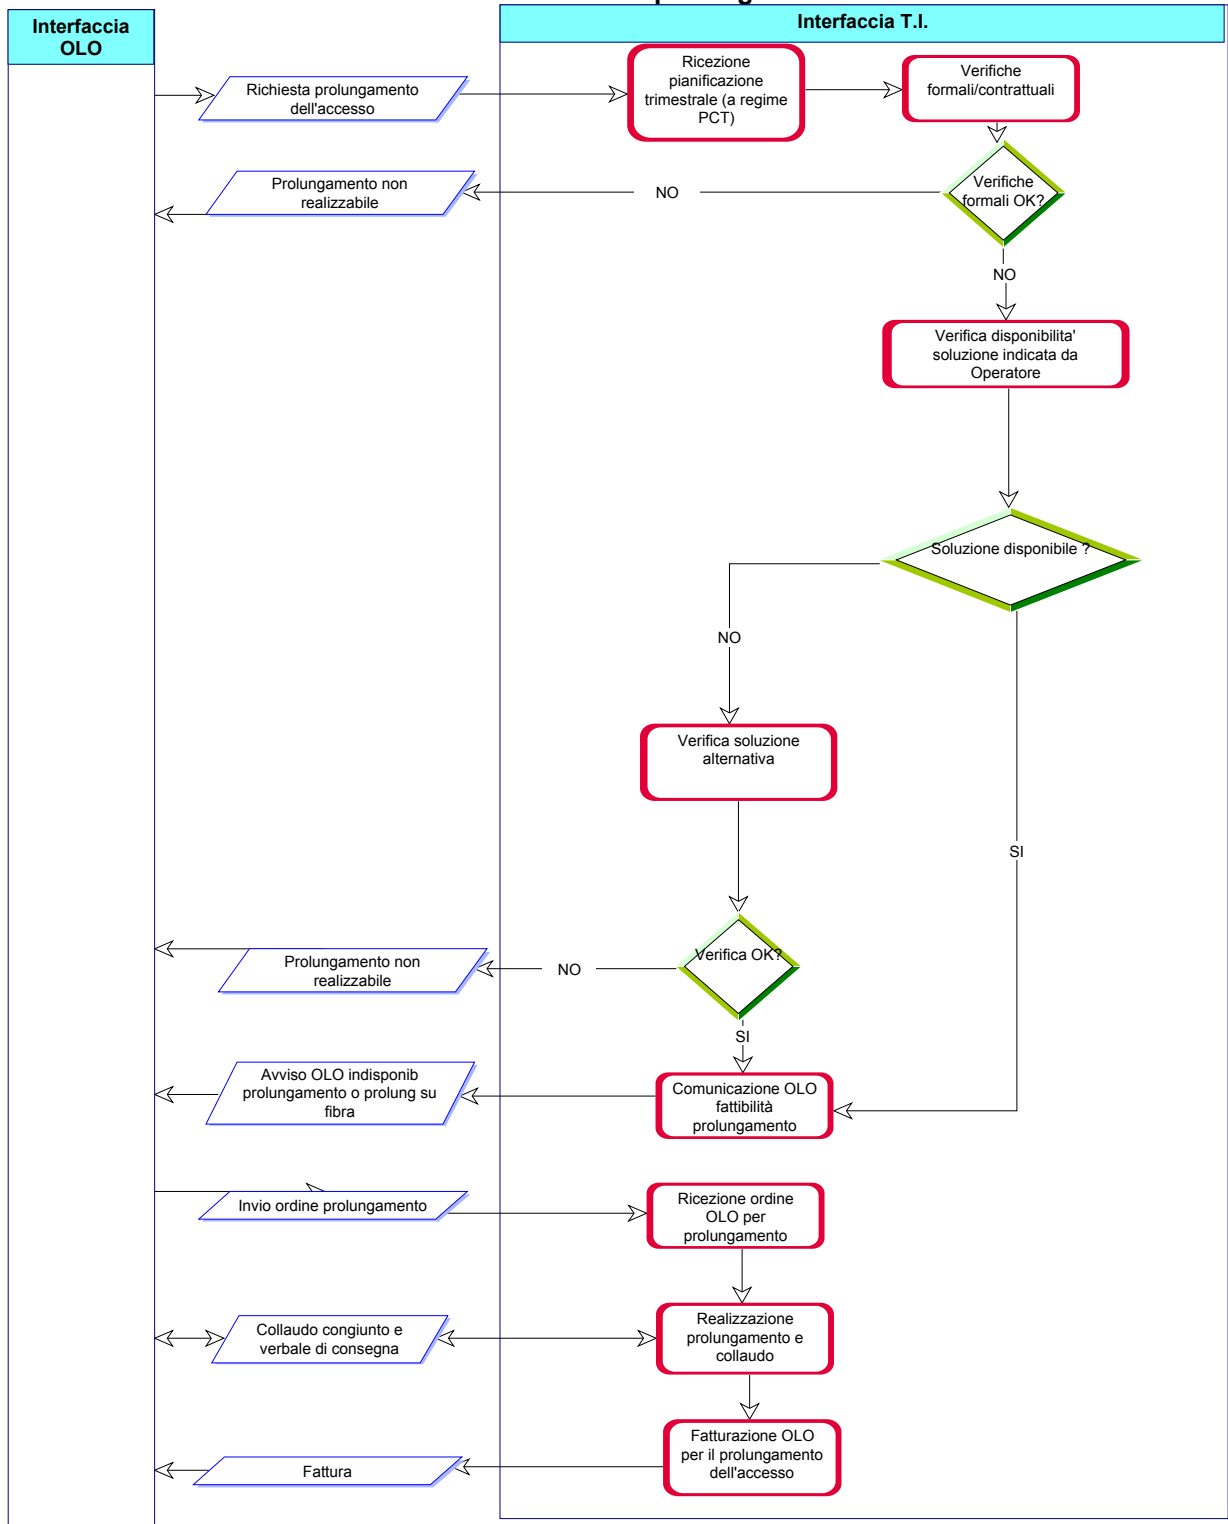 Interfaccia
OLO
Interfaccia T.I.
Richiesta prolungamento
dell'accesso
Ricezione
pianificazione
trimestrale (a regime
PCT)
Verifiche
formali/contrattuali
Prolungamento non
realizzabile
NO
Verifiche
formali OK?
NO
Verifica disponibilita'
soluzione indicata da
Operatore
Soluzione disponibile ?
NO
Verifica soluzione
alternativa
SI
Prolungamento non
realizzabile
NO
Verifica OK?
SI
Avviso OLO indisponib
prolungamento o prolung su
fibra
Comunicazione OLO
fattibilità
prolungamento
Invio ordine prolungamento
Ricezione ordine
OLO per
prolungamento
Collaudo congiunto e
verbale di consegna
Realizzazione
prolungamento e
collaudo
Fattura
Fatturazione OLO
per il prolungamento
dell'accesso